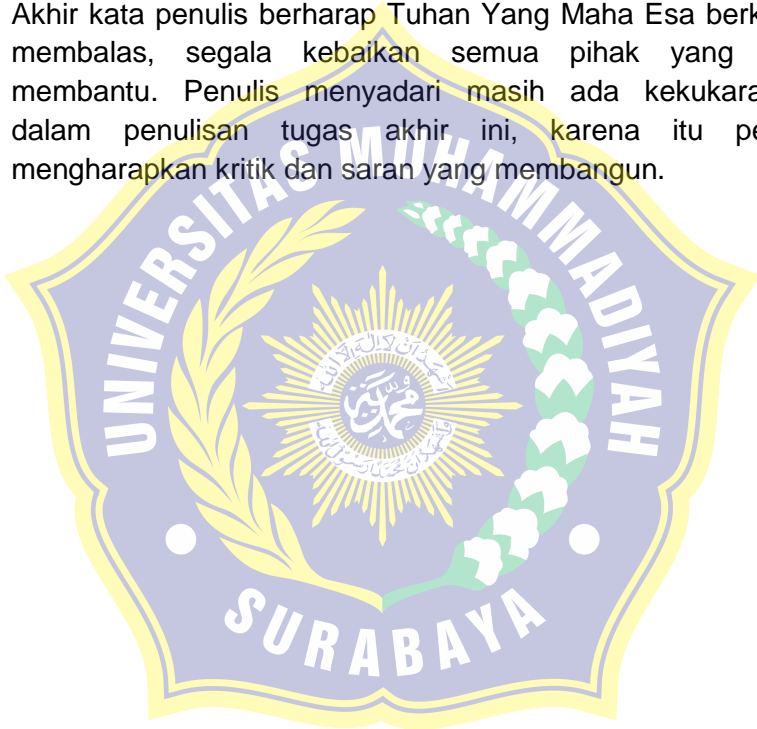 Akhir kata penulis berharap Tuhan Yang Maha Esa berk
membalas, segala kebaikan semua pihak yang
membantu. Penulis menyadari masih ada kekukara
dalam penulisan tugas akhir ini, karena itu pe
mengharapkan kritik dan saran yang membangun.
UNIVERSITAS MUHAMMADIYAH
SURABAYA